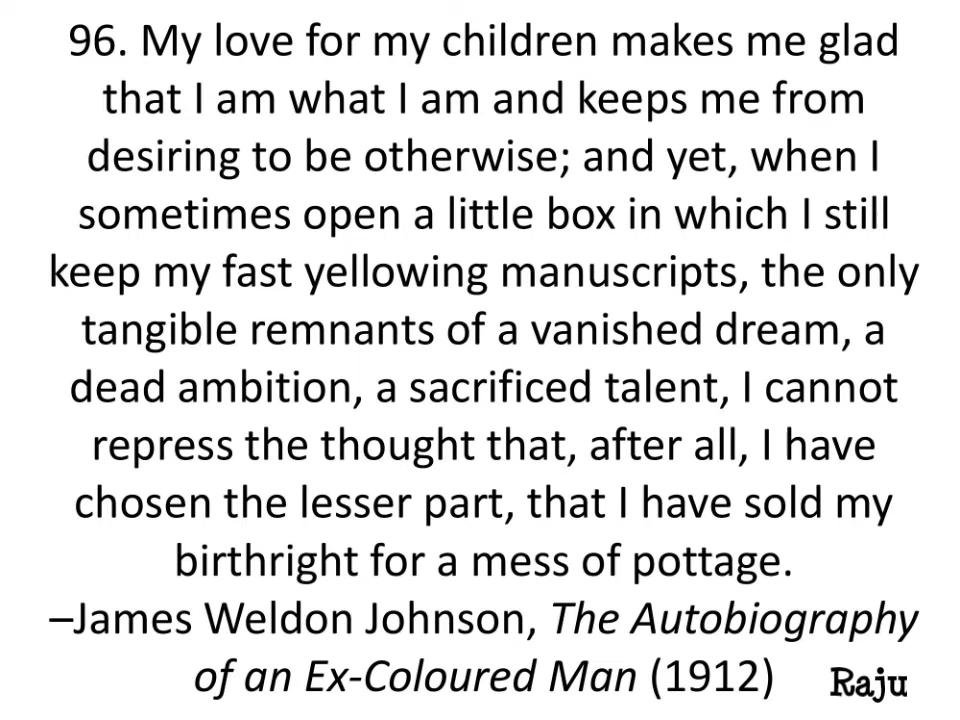 96. My love for my children makes me glad
that I am what I am and keeps me from
desiring to be otherwise; and yet, when I
sometimes open a little box in which I still
keep my fast yellowing manuscripts, the only
tangible remnants of a vanished dream, a
dead ambition, a sacrificed talent, I cannot
repress the thought that, after all, I have
chosen the lesser part, that I have sold my
birthright for a mess of pottage.
–James Weldon Johnson, The Autobiography
of an Ex-Coloured Man (1912)
Raju